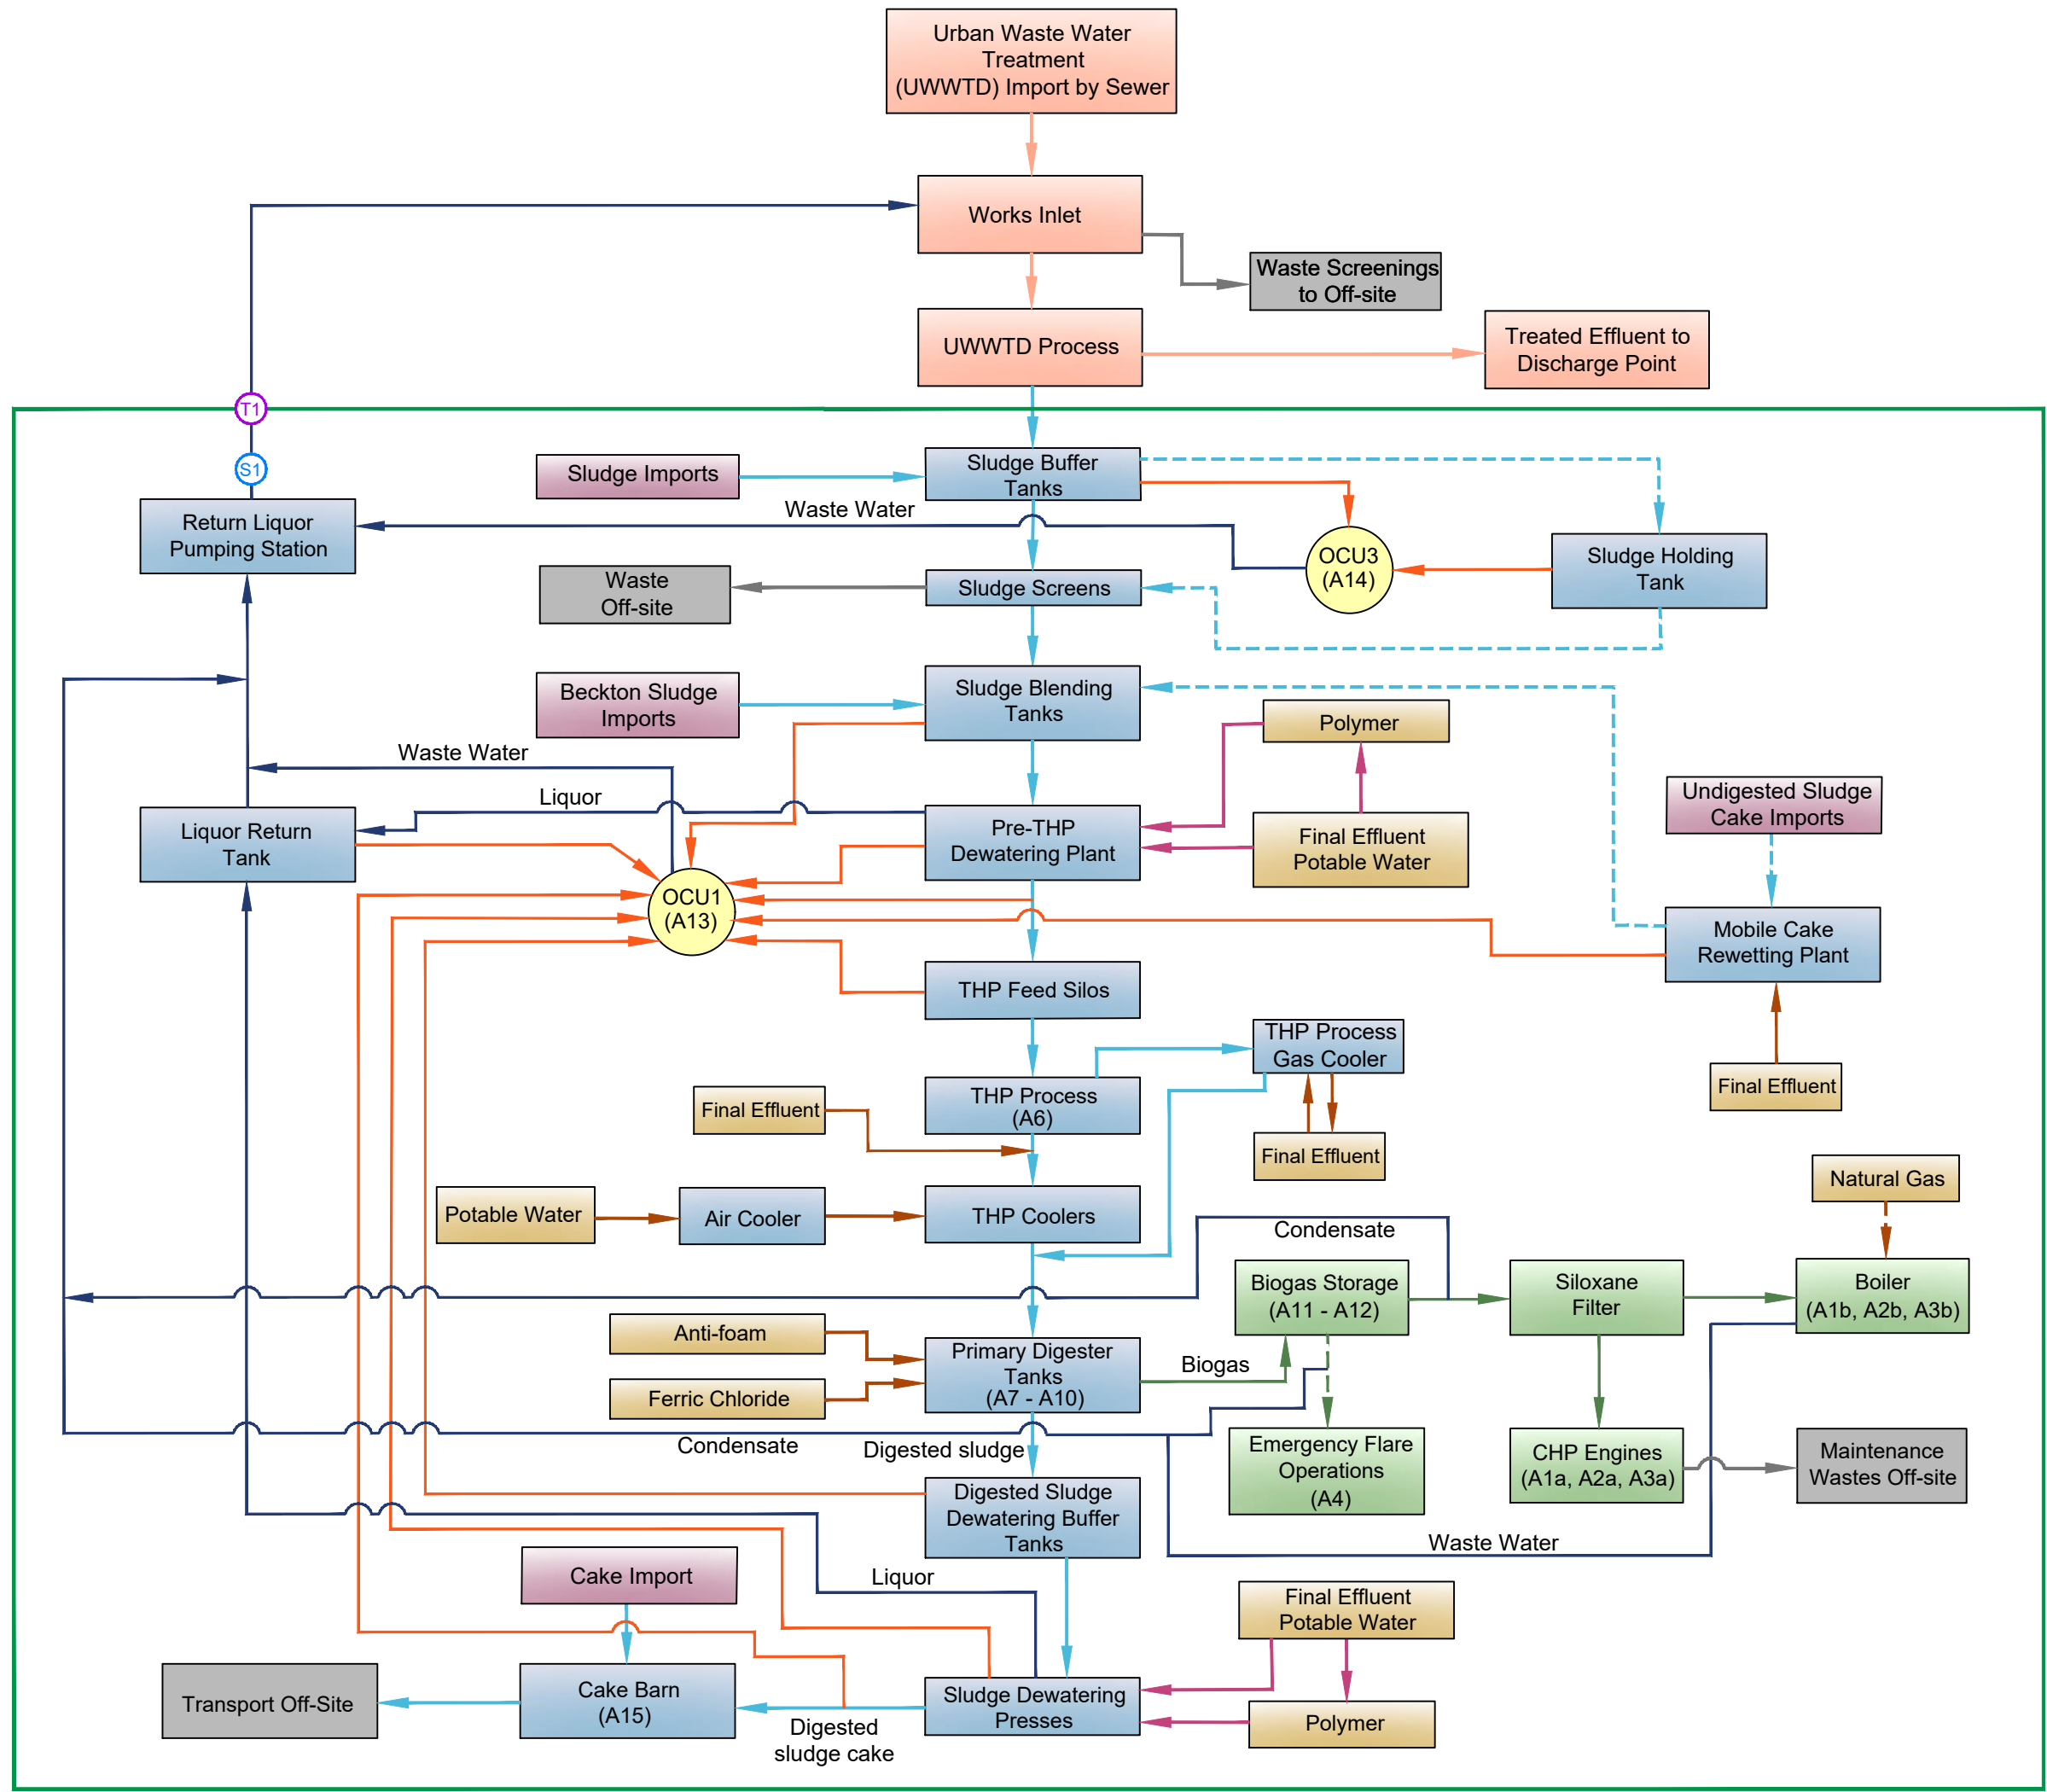 Urban Waste Water
Treatment
(UWWTD) Import by Sewer
Works Inlet
Waste Screenings
to Off-site
UWWTD Process
Treated Effluent to
Discharge Point
T1
S1
Sludge Imports
Sludge Buffer
Tanks
Return Liquor
Pumping Station
Waste Water
OCU3
(A14)
Sludge Holding
Tank
Waste
Off-site
Sludge Screens
Beckton Sludge
Imports
Sludge Blending
Tanks
Polymer
Waste Water
Liquor
Liquor Return
Tank
Pre-THP
Dewatering Plant
Final Effluent
Potable Water
Undigested Sludge
Cake Imports
OCU1
(A13)
Mobile Cake
Rewetting Plant
THP Feed Silos
THP Process
Gas Cooler
Final Effluent
THP Process
(A6)
Final Effluent
Final Effluent
Natural Gas
Potable Water
Air Cooler
THP Coolers
Condensate
Biogas Storage
(A11 - A12)
Siloxane
Filter
Boiler
(A1b, A2b, A3b)
Anti-foam
Ferric Chloride
Primary Digester
Tanks
(A7 - A10)
Biogas
Condensate
Digested sludge
Emergency Flare
Operations
(A4)
CHP Engines
(A1a, A2a, A3a)
Maintenance
Wastes Off-site
Digested Sludge
Dewatering Buffer
Tanks
Waste Water
Cake Import
Liquor
Final Effluent
Potable Water
Transport Off-Site
Cake Barn
(A15)
Digested
sludge cake
Sludge Dewatering
Presses
Polymer